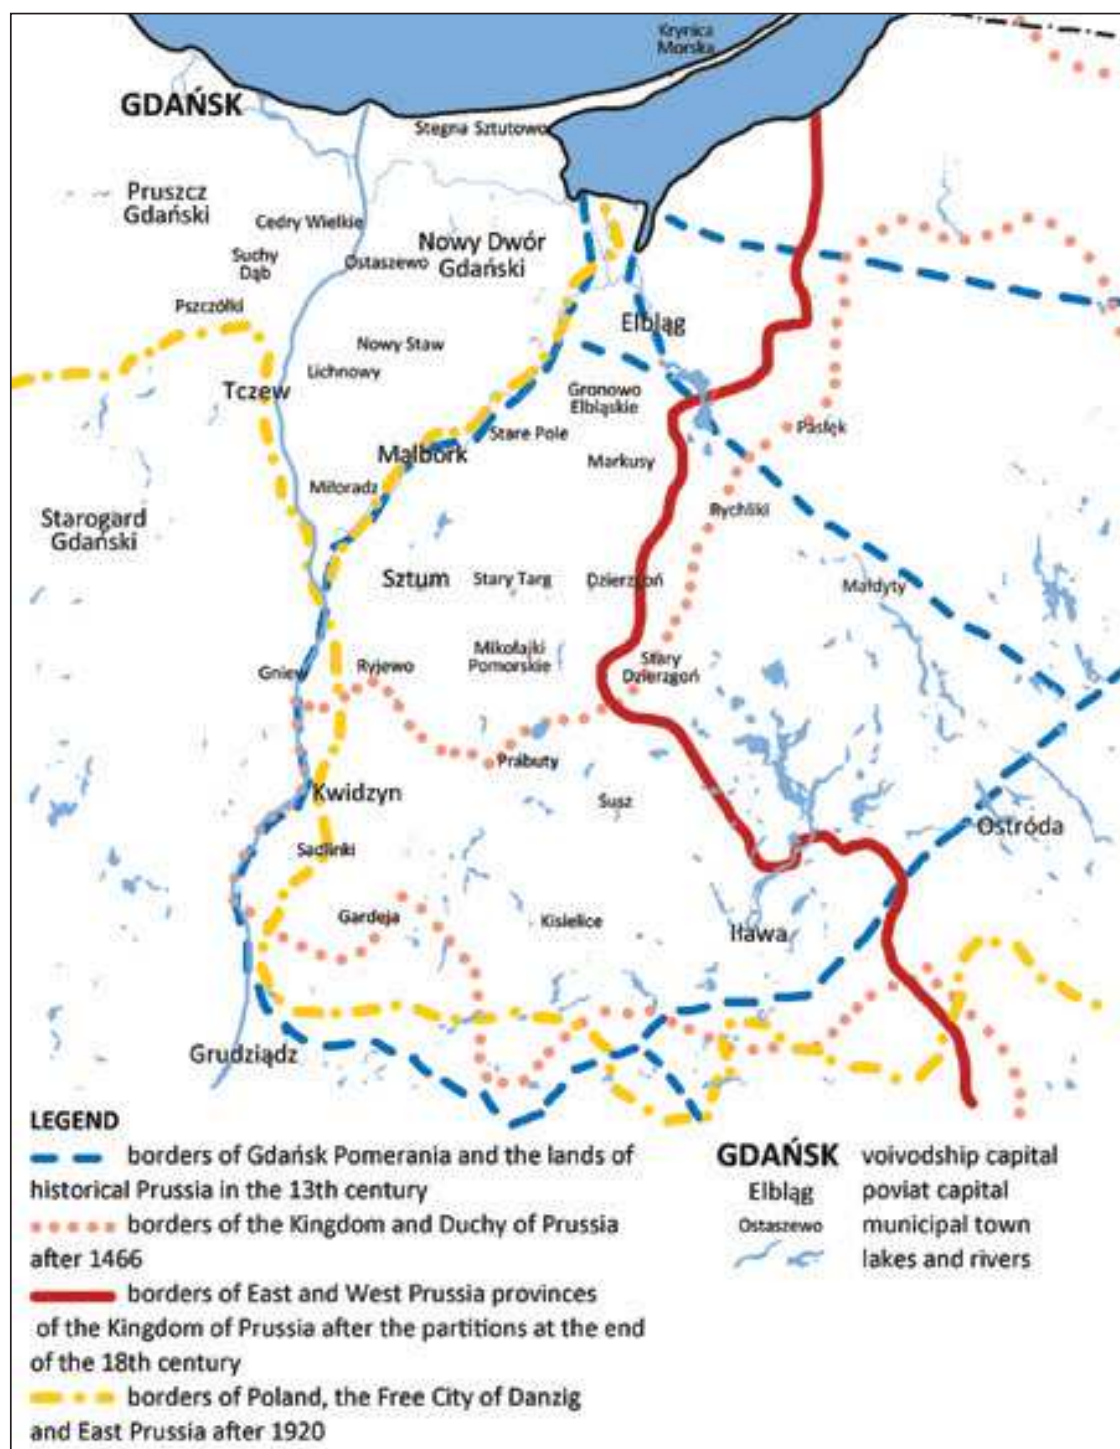 Krynica
Morska
GDAŃSK
Stegna Sztutowo
Pruszcz
Gdański
Cedry Wielkie
Nowy Dwór
Gdański
Suchy
Dąb
Ostaszewo
Pszczółki
Elbląg
Nowy Staw
Lichnowy
Tczew
Gronowo
Elbląskie
Pasłęk
Stare Pole
Malbork
Markusy
Miłoradz
Rychliki
Starogard
Gdański
Sztum
Stary Targ
Dzierzgoń
Małdyty
Mikołajki
Pomorskie
Stary
Dzierzgoń
Gniew
Ryjewo
Prabuty
Kwidzyn
Susz
Ostróda
Sadlinki
Gardeja
Kisielice
Iława
Grudziądz
LEGEND
borders of Gdańsk Pomerania and the lands of
historical Prussia in the 13th century
borders of the Kingdom and Duchy of Prussia
after 1466
borders of East and West Prussia provinces
of the Kingdom of Prussia after the partitions at the end
of the 18th century
borders of Poland, the Free City of Danzig
and East Prussia after 1920
GDAŃSK voivodship capital
Elbląg poviat capital
Ostaszewo municipal town
lakes and rivers